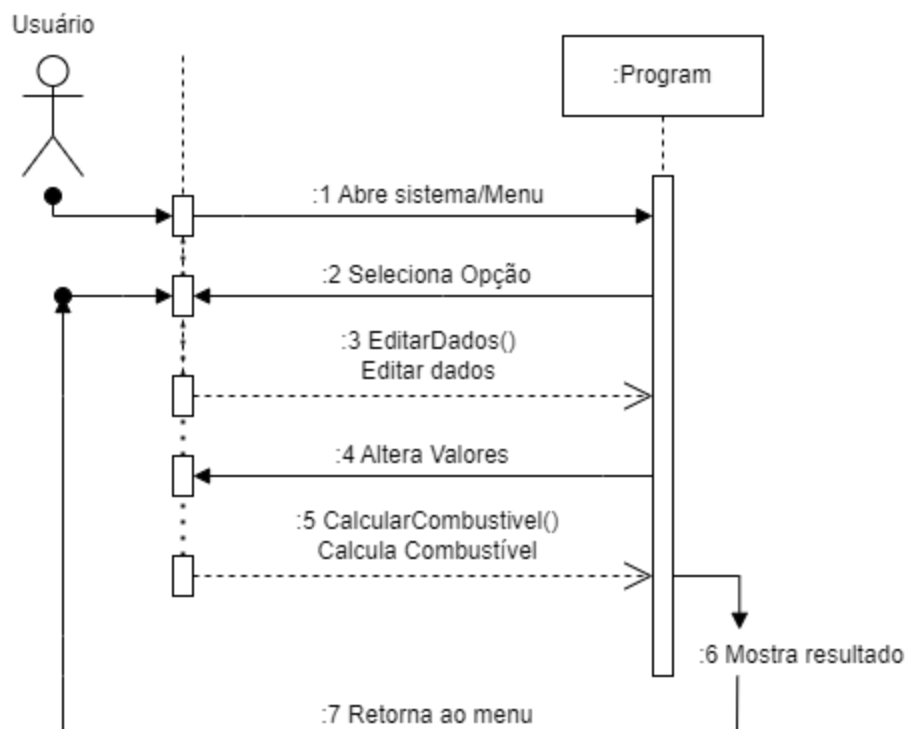 Usuário
:Program
:1 Abre sistema/Menu
:2 Seleciona Opção
:3 EditarDados()
Editar dados
:4 Altera Valores
:5 CalcularCombustivel()
Calcula Combustível
:6 Mostra resultado
:7 Retorna ao menu